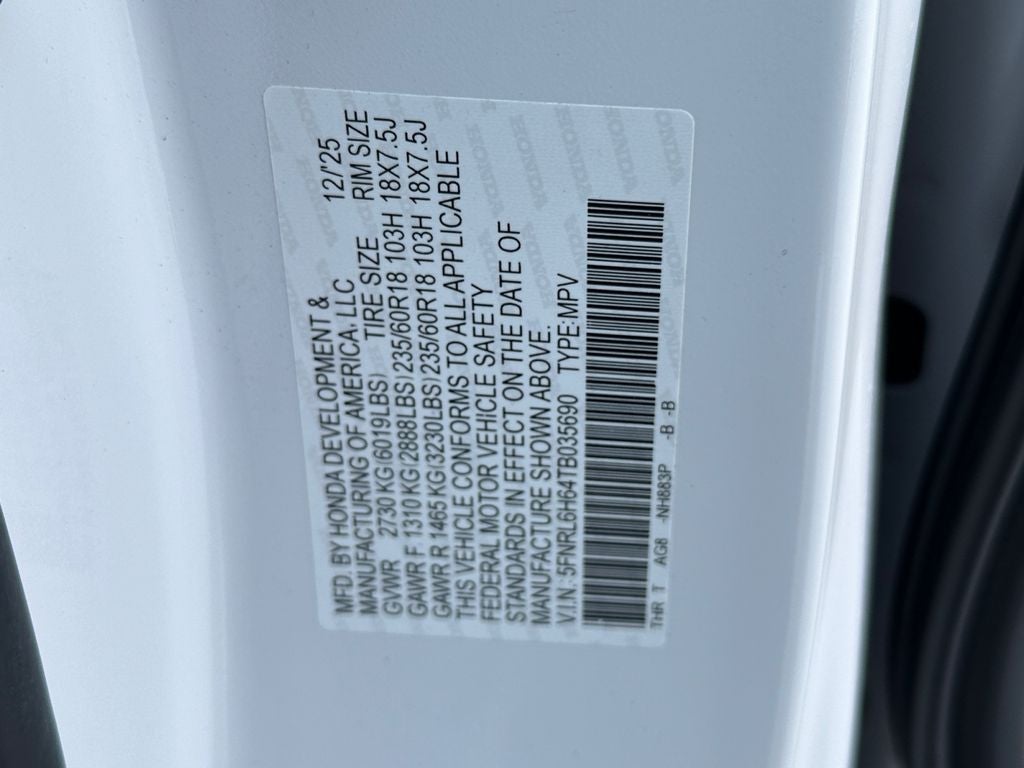 MFD. BY HONDA DEVELOPMENT &
MANUFACTURING OF AMERICA, LLC 12/'25
GVWR 2730 KG(6019LBS) TIRE SIZE RIM SIZE
GAWR F 1310 KG(2888LBS)235/60R18 103H 18X7.5J
GAWR R 1465 KG(3230LBS)235/60R18 103H 18X7.5J
THIS VEHICLE CONFORMS TO ALL APPLICABLE
FEDERAL MOTOR VEHICLE SAFETY
STANDARDS IN EFFECT ON THE DATE OF
MANUFACTURE SHOWN ABOVE.
V.I.N.: 5FNRL6H64TB035690 TYPE:MPV
THR T AGB -NH883P -B -B